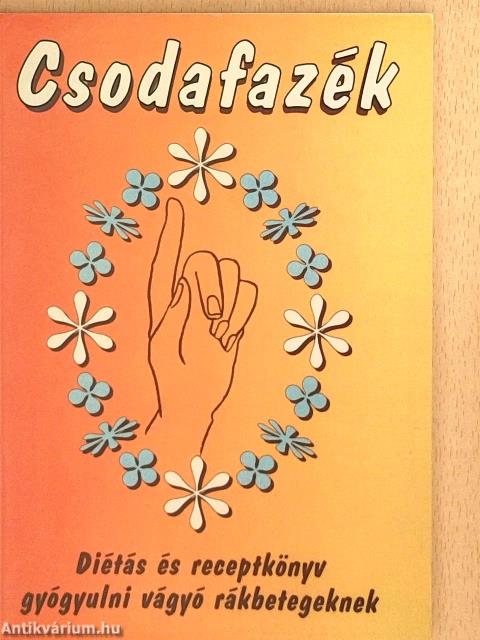 Csodafazék
Diétás és receptkönyv
gyógyulni vágyó rákbetegeknek
Antikvárium.hu